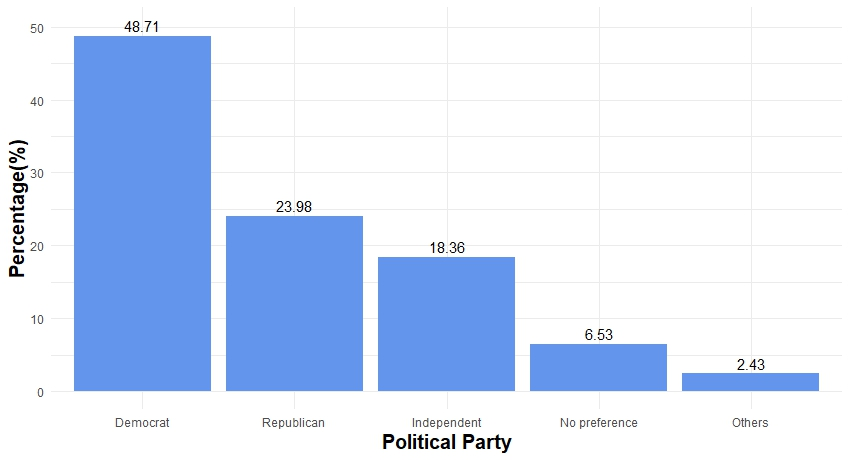 50
40
30
20
10
0
Percentage(%)
48.71
23.98
18.36
6.53
2.43
Democrat
Republican
Independent
No preference
Others
Political Party